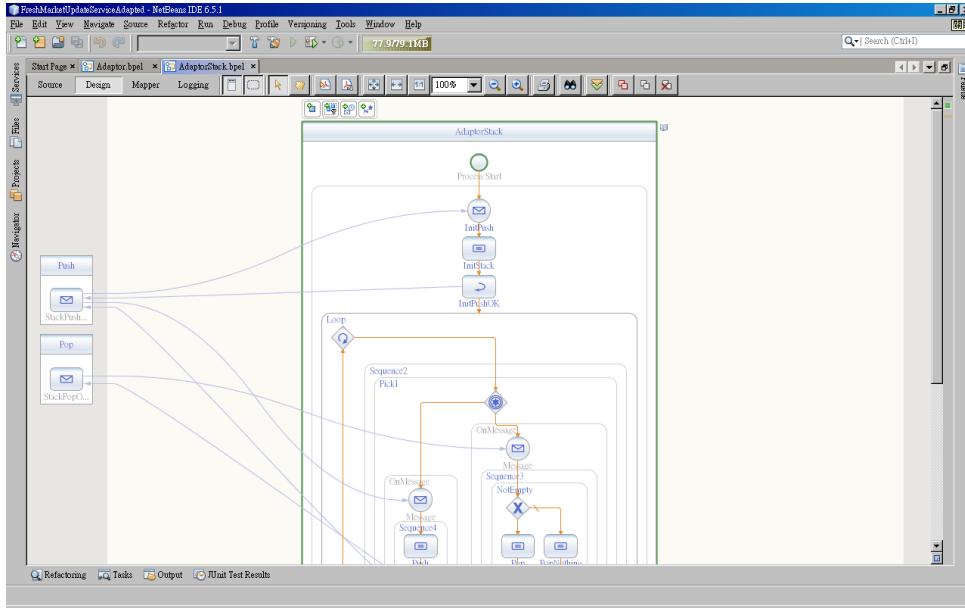 FreshMarketUpdateServiceAdapted - NetBeans IDE 6.5.1
File Edit View Navigate Source Refactor Run Debug Profile Versioning Tools Window Help
77.9/79.1MB
Search (Ctrl+I)
Start Page Adaptor.bpel AdaptorStack.bpel
Source Design Mapper Logging 100%
Services
Files
Projects
Navigator
AdaptorStack
Process Start
InitPush
InitStack
InitPushOK
Push
StackPush...
Pop
StackPopO...
Loop
Sequence2
Pick1
OnMessage
Message
Sequence3
NotEmpty
OnMessage
Message
Sequence4
Push
Pop
PopNothing
Refactoring Tasks Output JUnit Test Results